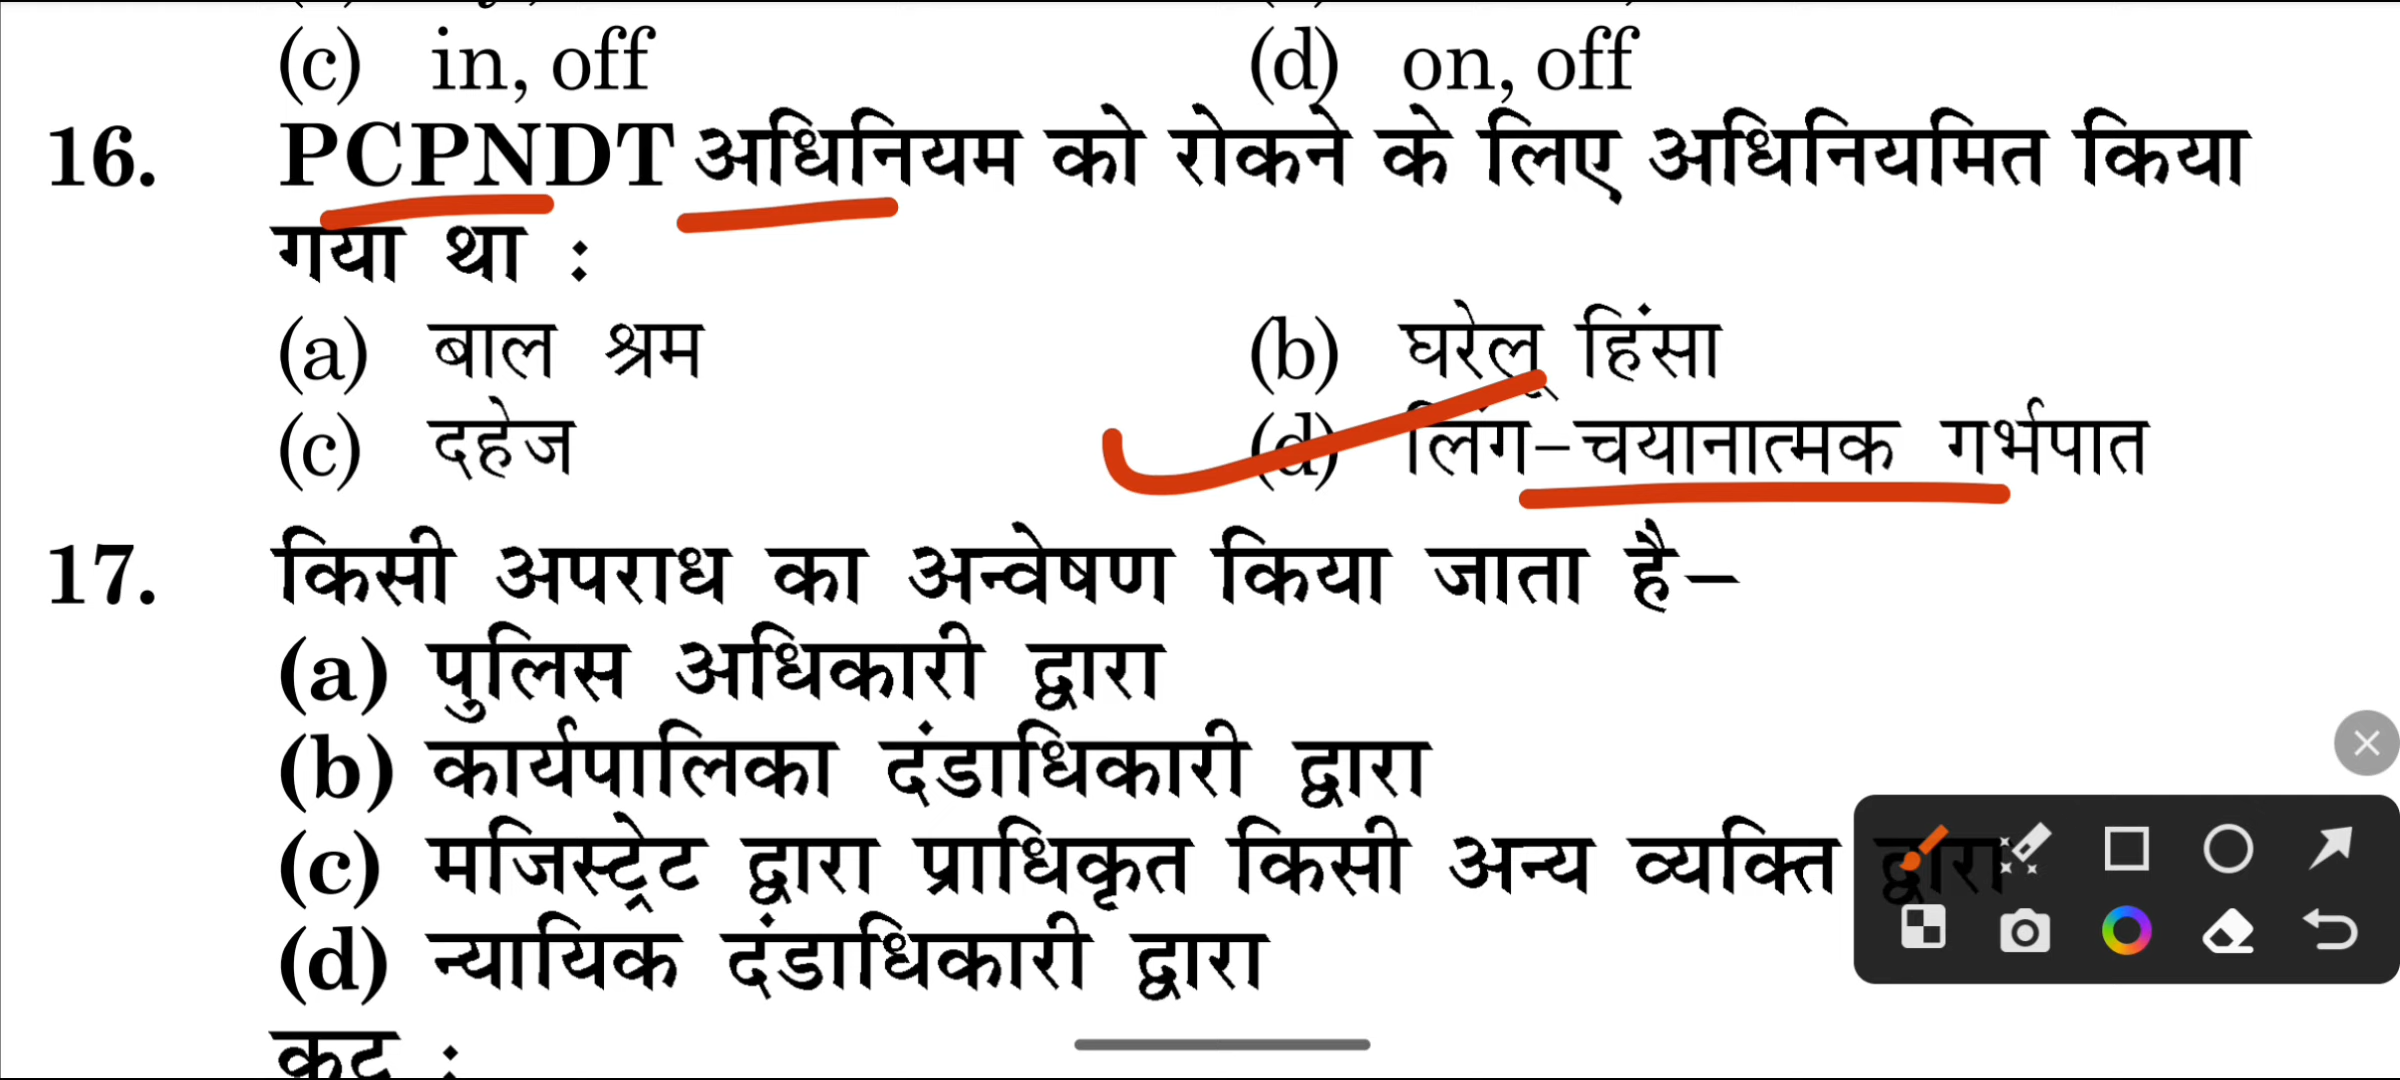 (c) in, off (d) on, off
16. PCPNDT अधिनियम को रोकने के लिए अधिनियमित किया
गया था :
(a) बाल श्रम (b) घरेलू हिंसा
(c) दहेज (d) लिंग-चयानात्मक गर्भपात
17. किसी अपराध का अन्वेषण किया जाता है–
(a) पुलिस अधिकारी द्वारा
(b) कार्यपालिका दंडाधिकारी द्वारा
(c) मजिस्ट्रेट द्वारा प्राधिकृत किसी अन्य व्यक्ति द्वारा
(d) न्यायिक दंडाधिकारी द्वारा
कूट :